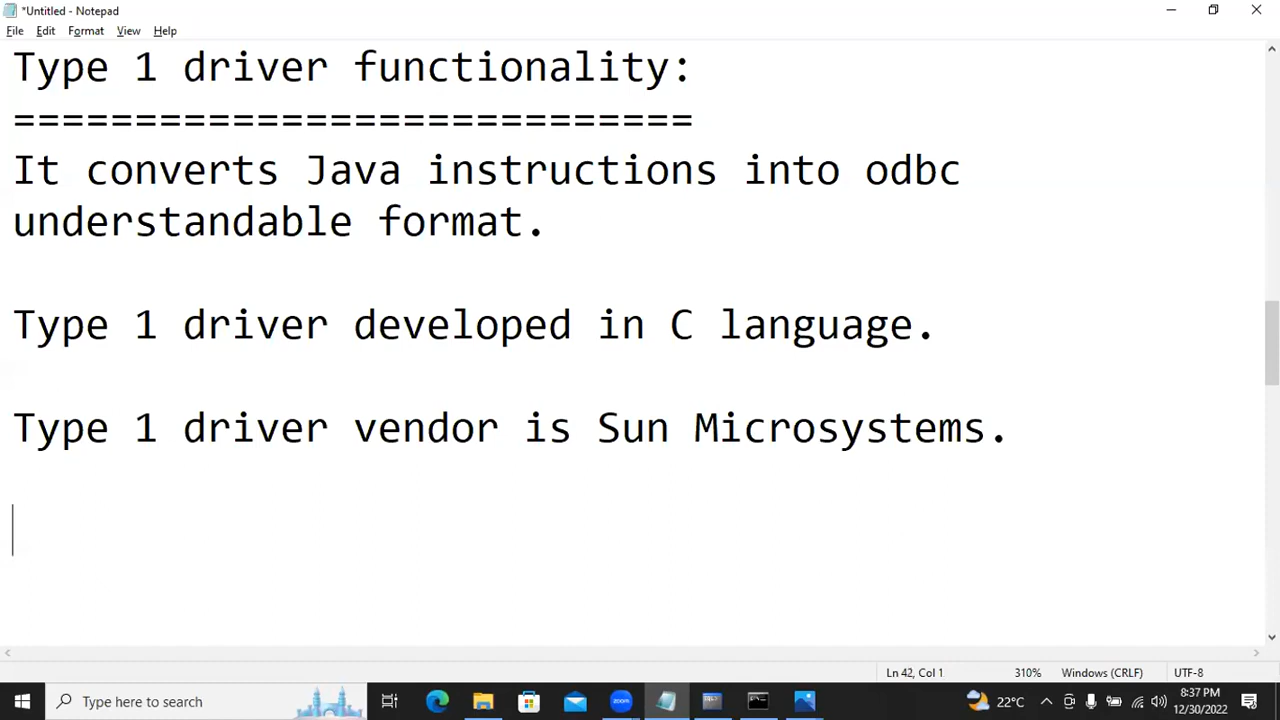 *Untitled - Notepad
File Edit Format View Help
Type 1 driver functionality:
============================
It converts Java instructions into odbc
understandable format.
Type 1 driver developed in C language.
Type 1 driver vendor is Sun Microsystems.
Ln 42, Col 1 310% Windows (CRLF) UTF-8
Type here to search zoom 22°C 8:37 PM
12/30/2022